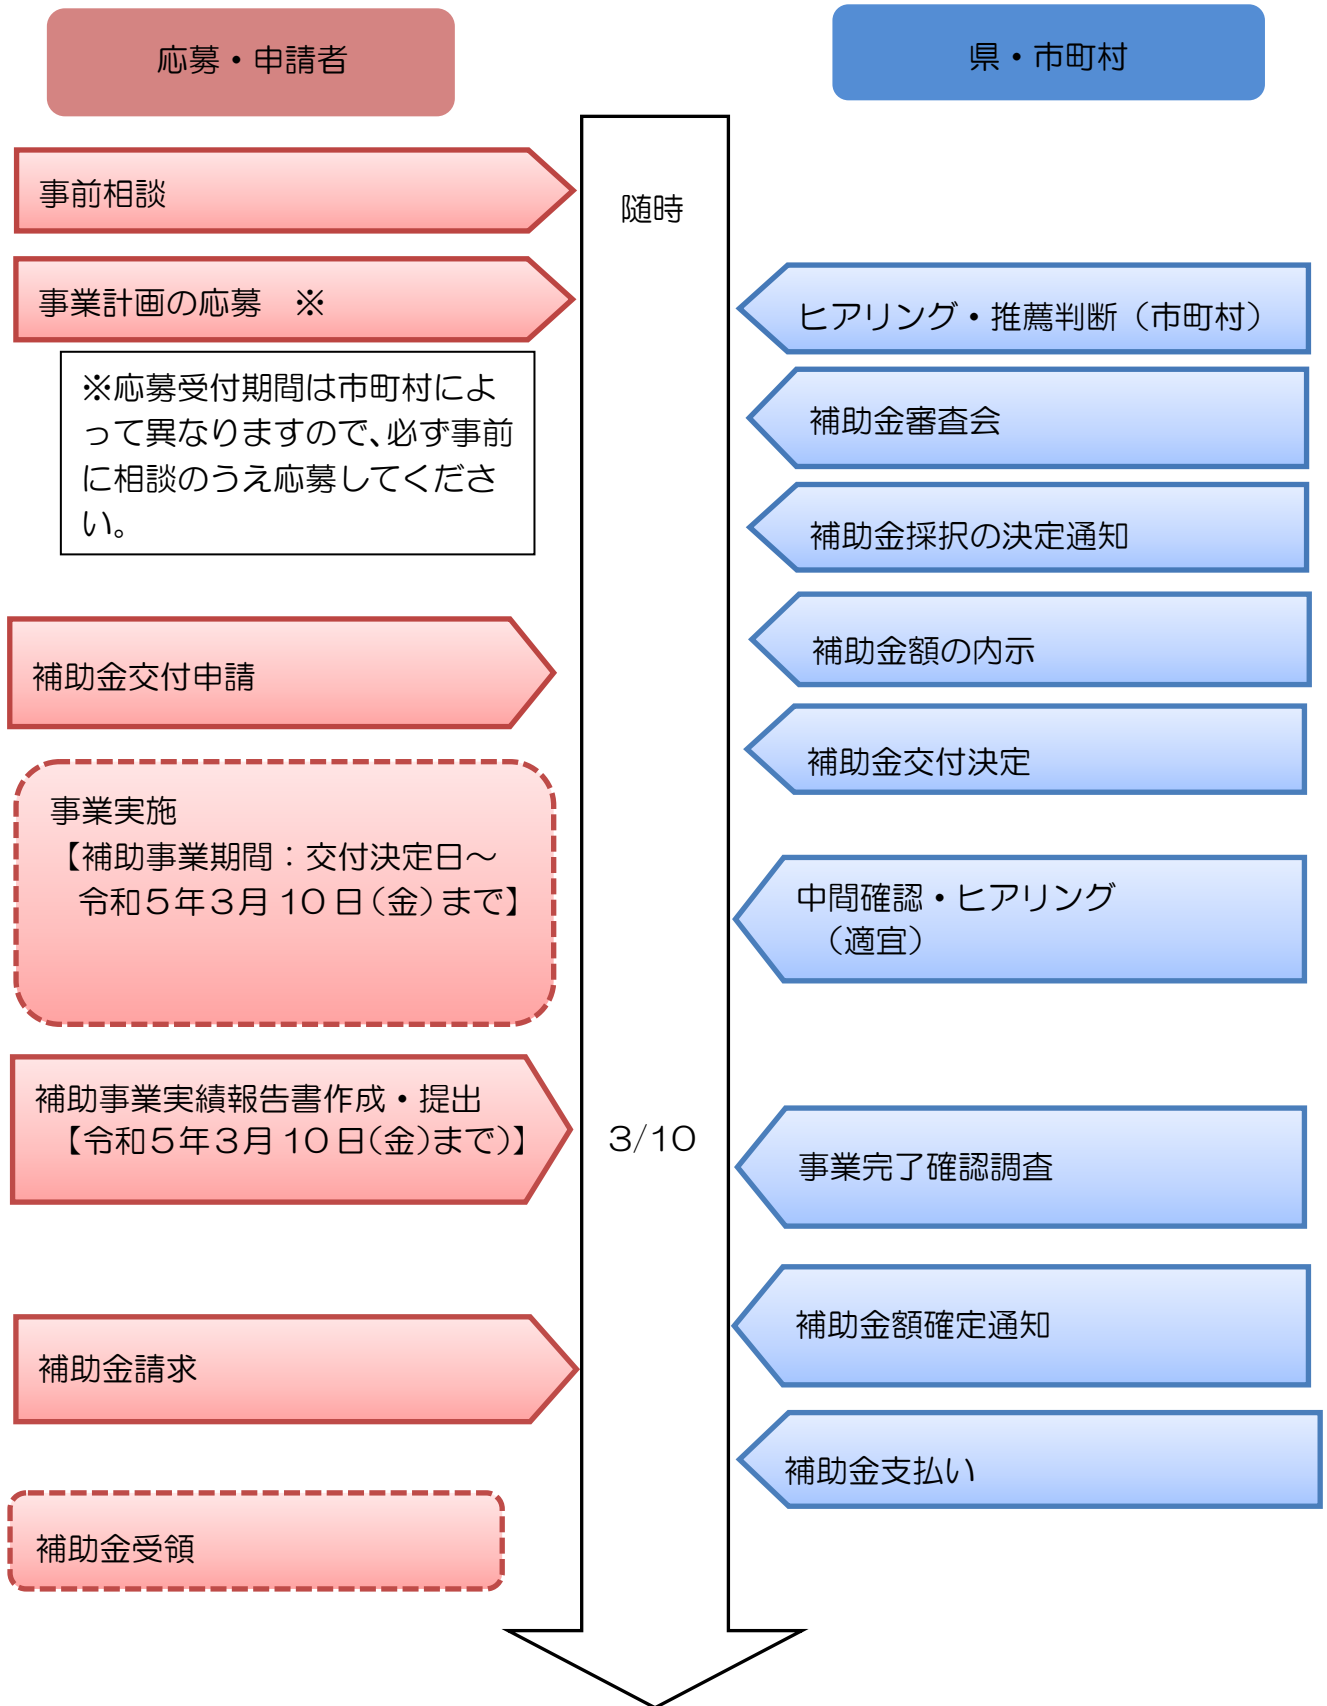 応募・申請者
県・市町村
事前相談
随時
事業計画の応募　※
ヒアリング・推薦判断（市町村）
※応募受付期間は市町村によ
って異なりますので、必ず事前
に相談のうえ応募してくださ
い。
補助金審査会
補助金採択の決定通知
補助金額の内示
補助金交付申請
補助金交付決定
事業実施
【補助事業期間：交付決定日～
令和５年３月 10 日（金）まで】
中間確認・ヒアリング
（適宜）
補助事業実績報告書作成・提出
【令和５年３月 10 日（金）まで）】
3/10
事業完了確認調査
補助金額確定通知
補助金請求
補助金支払い
補助金受領